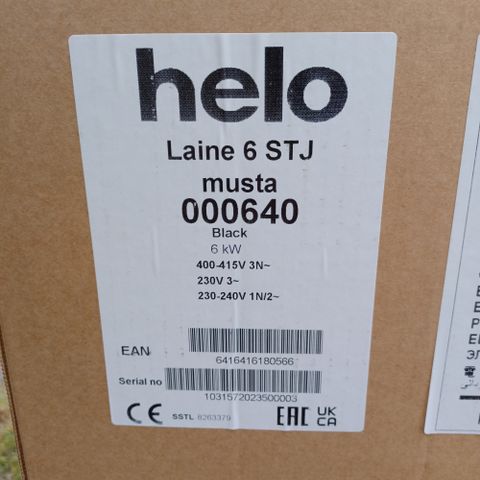 helo
Laine 6 STJ
musta
000640
Black
6 kW
400-415V 3N~
230V 3~
230-240V 1N/2~
EAN
6416416180566
Serial no
1031572023500003
CE SSTL 8263379 EAC UK
CA